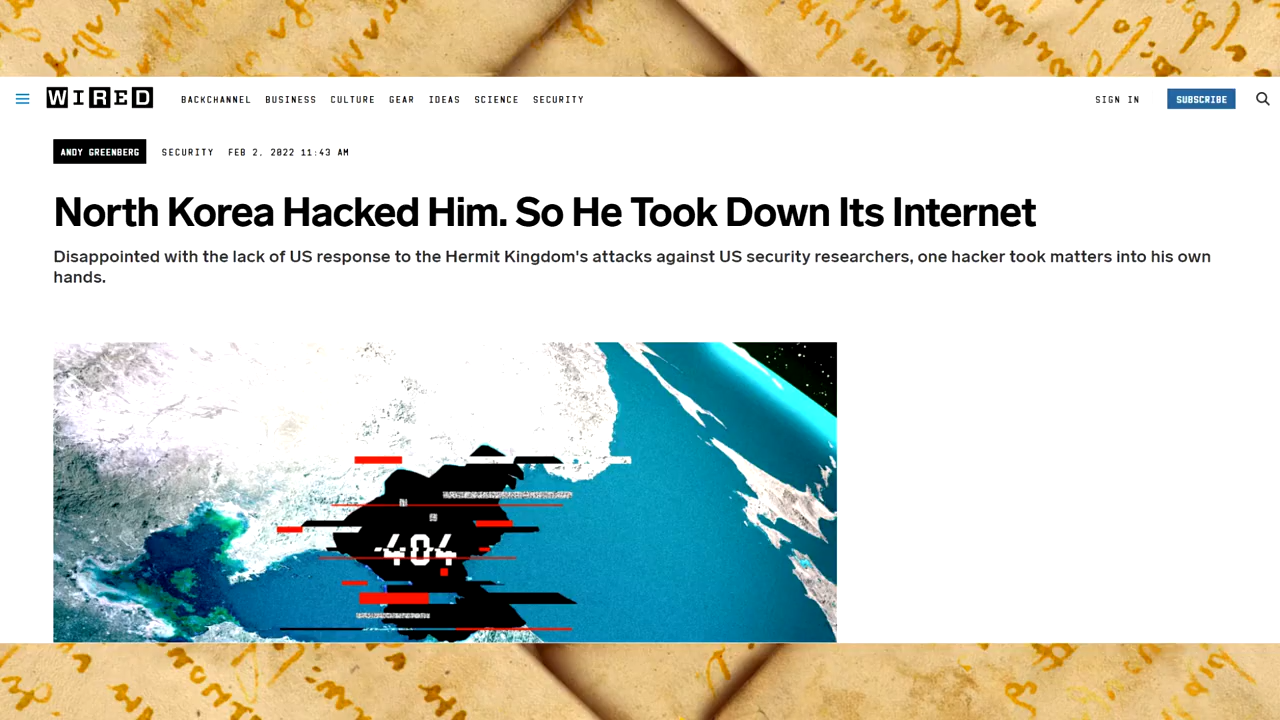 WIRED BACKCHANNEL BUSINESS CULTURE GEAR IDEAS SCIENCE SECURITY SIGN IN SUBSCRIBE
ANDY GREENBERG SECURITY FEB 2, 2022 11:43 AM
North Korea Hacked Him. So He Took Down Its Internet
Disappointed with the lack of US response to the Hermit Kingdom's attacks against US security researchers, one hacker took matters into his own
hands.
404